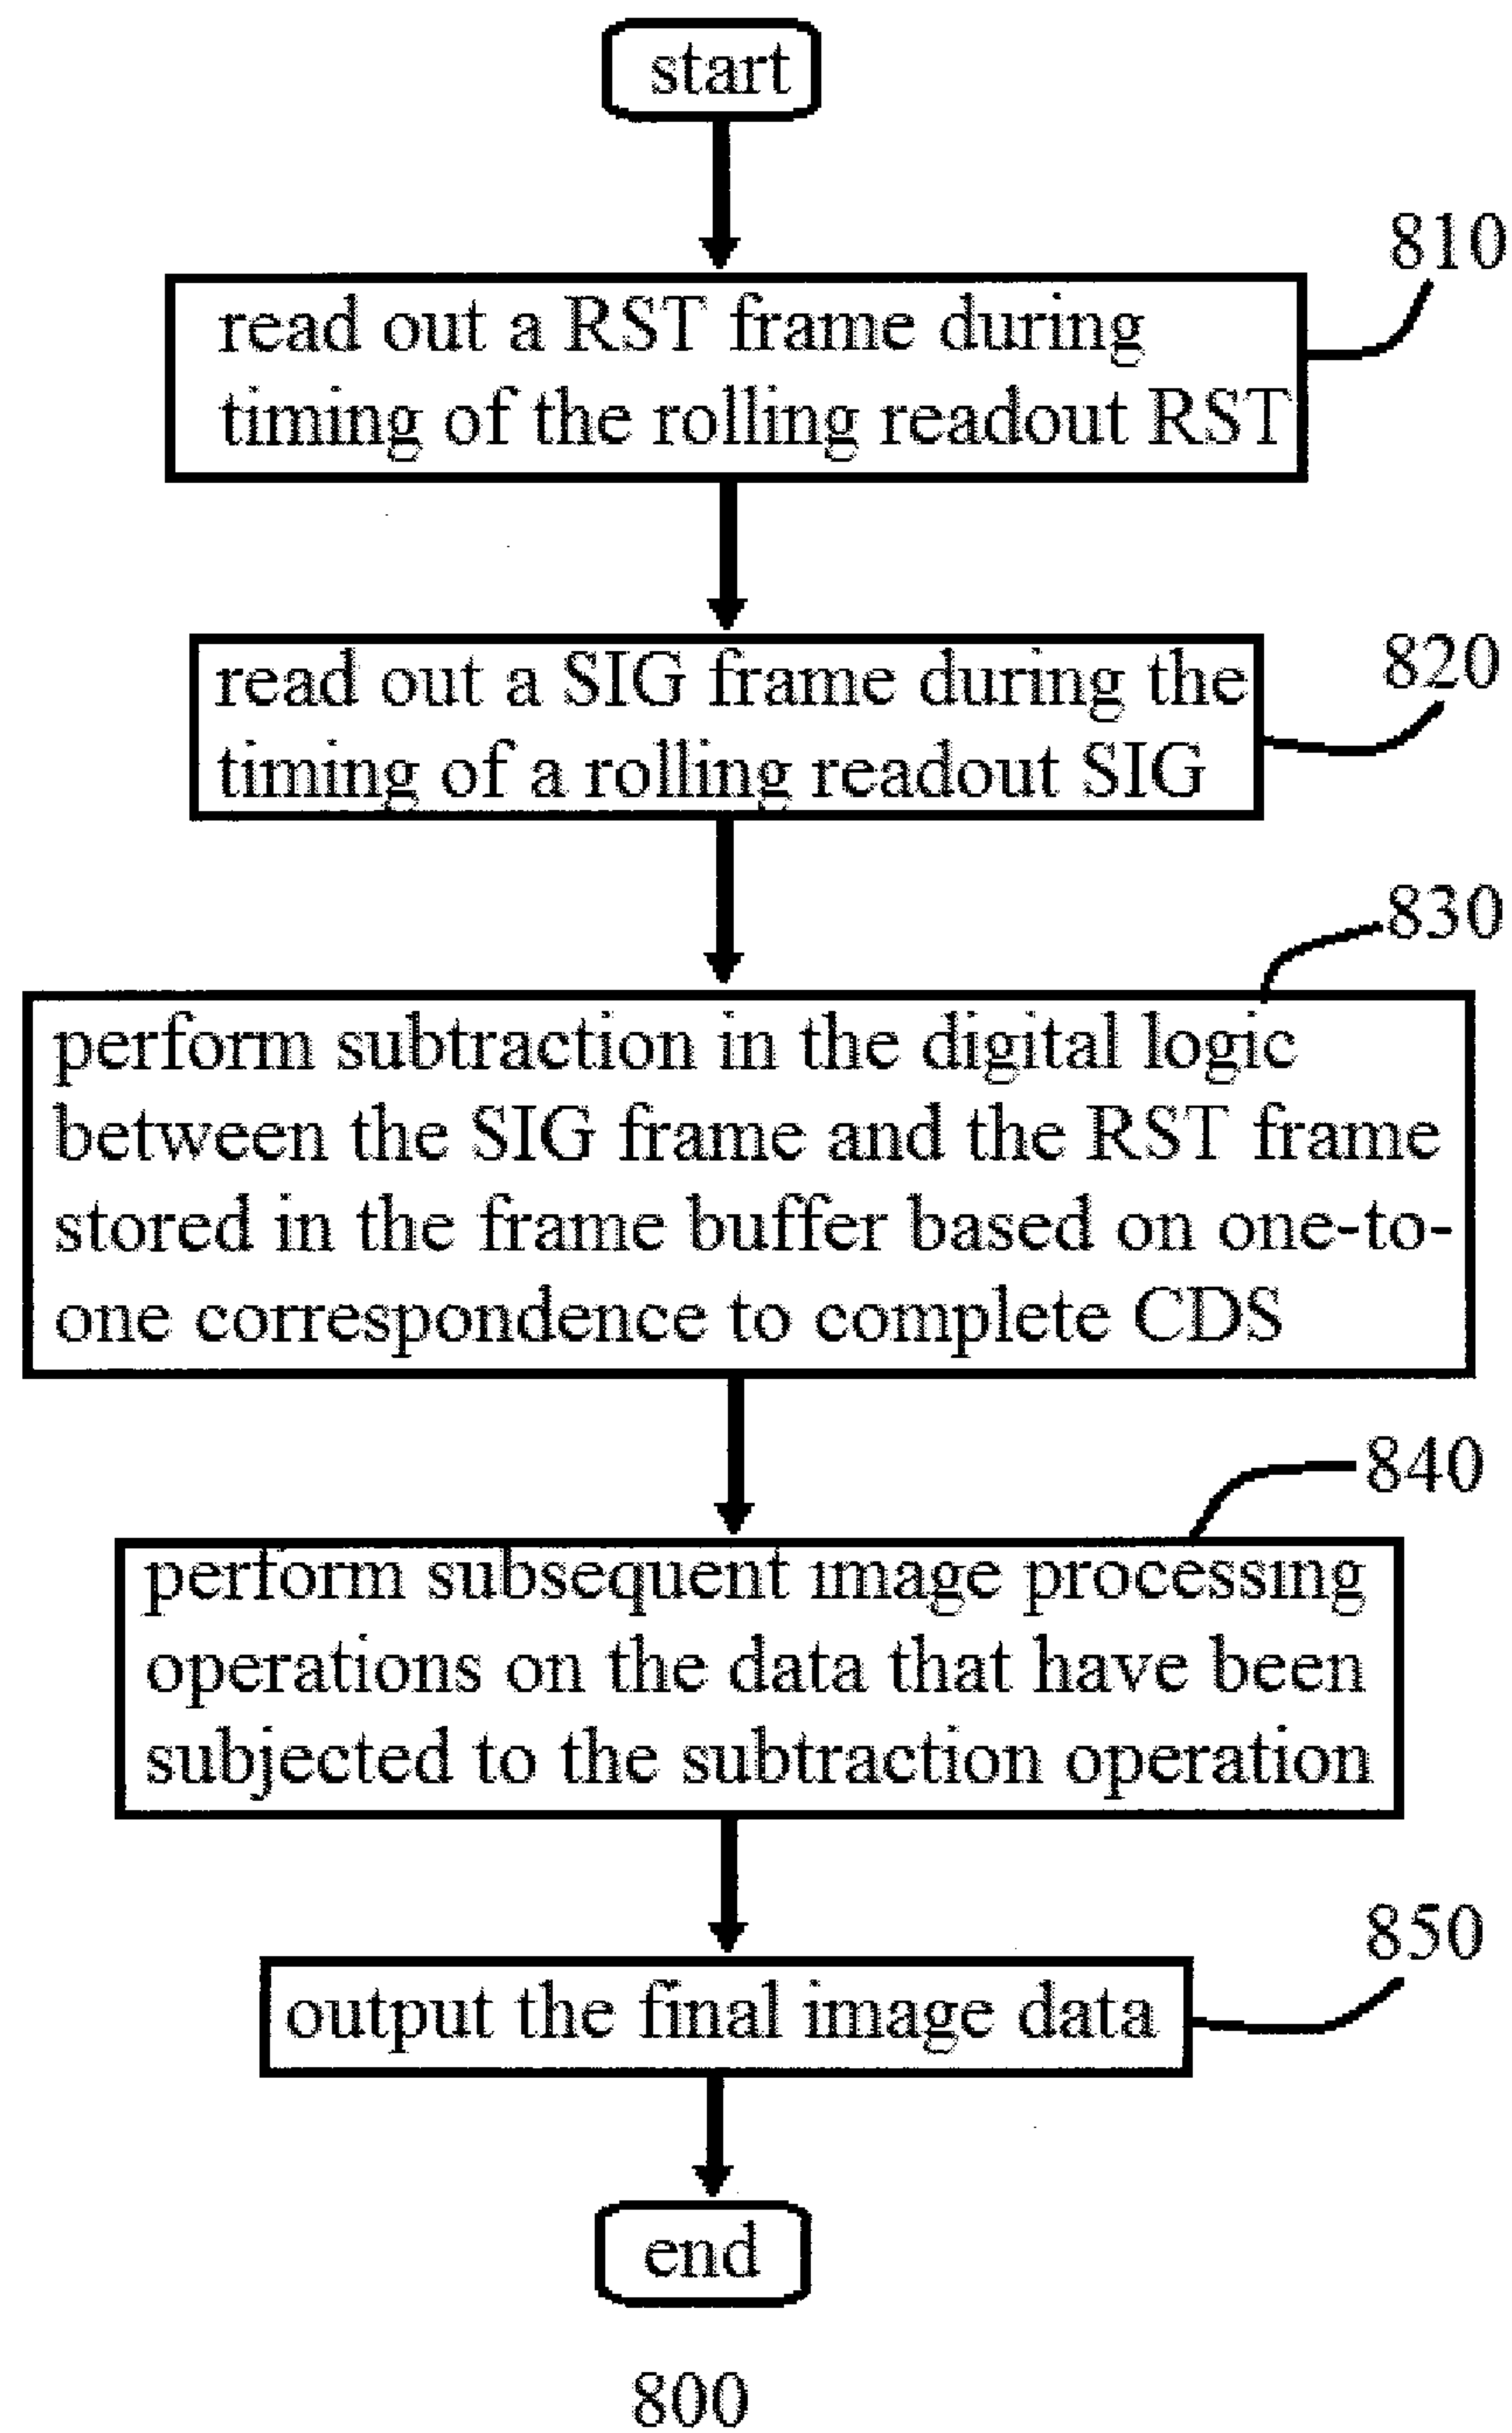 start
810
read out a RST frame during
timing of the rolling readout RST
820
read out a SIG frame during the
timing of a rolling readout SIG
830
perform subtraction in the digital logic
between the SIG frame and the RST frame
stored in the frame buffer based on one-to-
one correspondence to complete CDS
840
perform subsequent image processing
operations on the data that have been
subjected to the subtraction operation
850
output the final image data
end
800